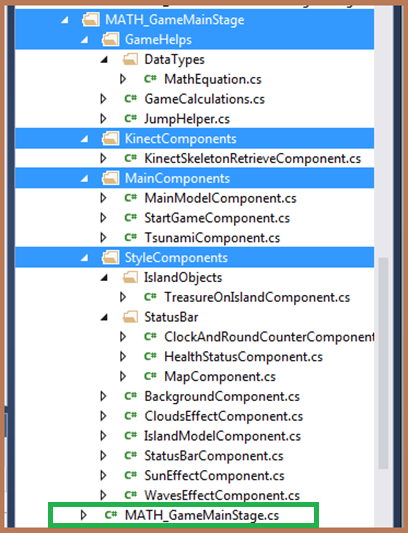 MATH_GameMainStage
GameHelps
DataTypes
C# MathEquation.cs
C# GameCalculations.cs
C# JumpHelper.cs
KinectComponents
C# KinectSkeletonRetrieveComponent.cs
MainComponents
C# MainModelComponent.cs
C# StartGameComponent.cs
C# TsunamiComponent.cs
StyleComponents
IslandObjects
C# TreasureOnIslandComponent.cs
StatusBar
C# ClockAndRoundCounterComponent
C# HealthStatusComponent.cs
C# MapComponent.cs
C# BackgroundComponent.cs
C# CloudsEffectComponent.cs
C# IslandModelComponent.cs
C# StatusBarComponent.cs
C# SunEffectComponent.cs
C# WavesEffectComponent.cs
C# MATH_GameMainStage.cs